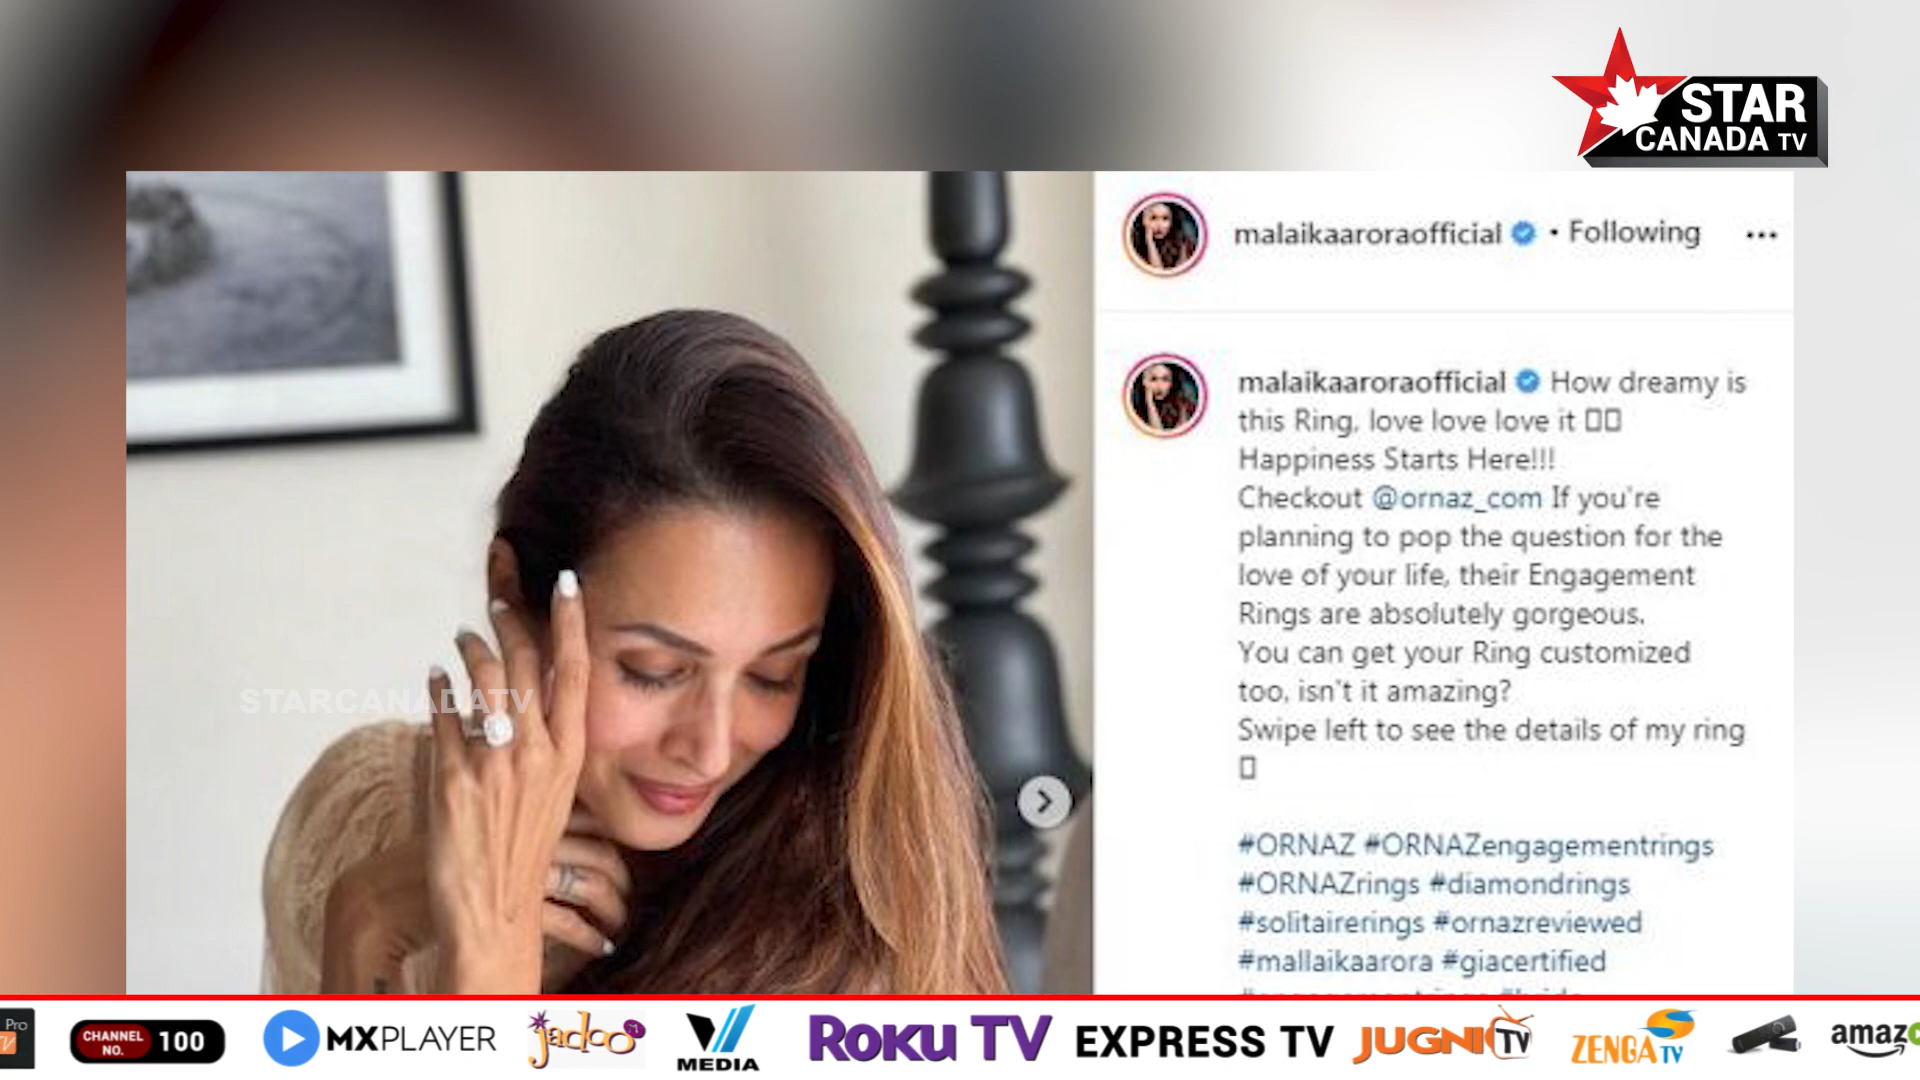 STAR
CANADA TV
malaikaaroraofficial • Following •••
malaikaaroraofficial How dreamy is
this Ring, love love love it
Happiness Starts Here!!!
Checkout @ornaz_com If you're
planning to pop the question for the
love of your life, their Engagement
Rings are absolutely gorgeous.
You can get your Ring customized
too, isn't it amazing?
Swipe left to see the details of my ring
#ORNAZ #ORNAZengagementrings
#ORNAZrings #diamondrings
#solitairerings #ornazreviewed
#mallaikaarora #giacertified
STARCANADATV
Pro
CHANNEL NO. 100
MXPLAYER
jadoo
MEDIA
ROKU TV
EXPRESS TV
JUGNI TV
ZENGA TV